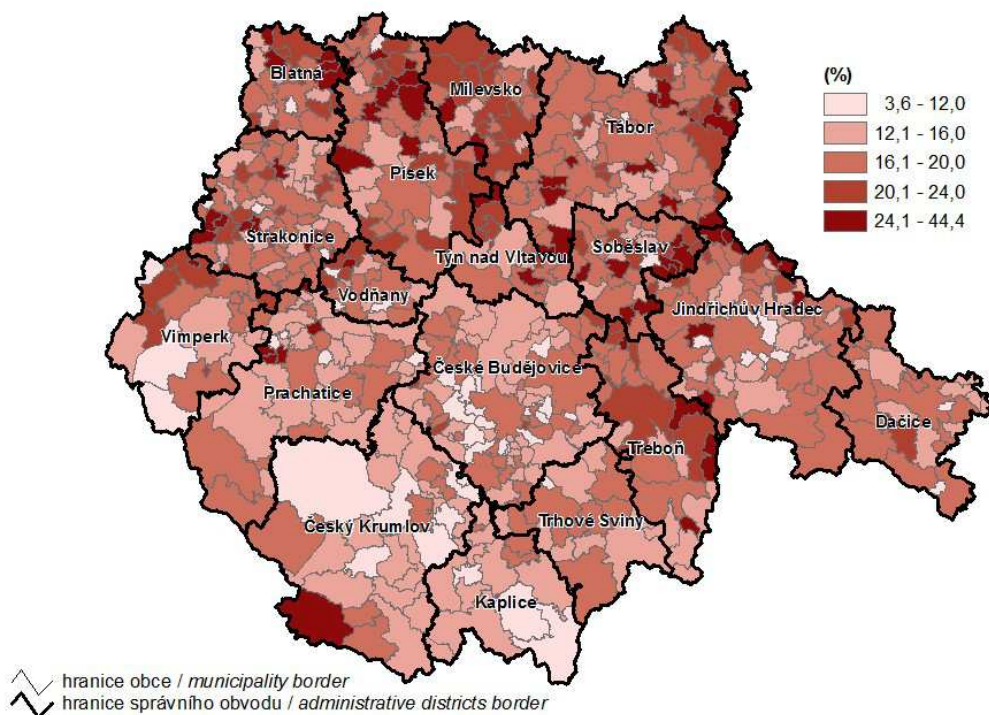 (%)
3,6 - 12,0
12,1 - 16,0
16,1 - 20,0
20,1 - 24,0
24,1 - 44,4
Blatná
Milevsko
Tábor
Písek
Strakonice
Týn nad Vltavou
Soběslav
Vodňany
Jindřichův Hradec
Vimperk
České Budějovice
Prachatice
Dačice
Třeboň
Český Krumlov
Trhové Sviny
Kaplice
hranice obce / municipality border
hranice správního obvodu / administrative districts border